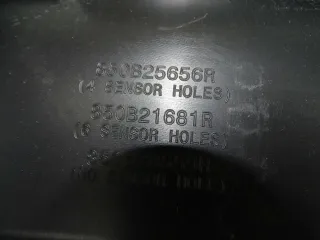 850B25656R
(4 SENSOR HOLES)
850B21681R
(6 SENSOR HOLES)